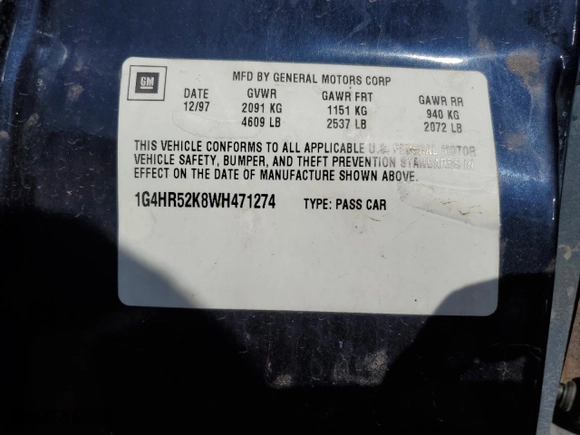 GM
MFD BY GENERAL MOTORS CORP
DATE GVWR GAWR FRT GAWR RR
12/97 2091 KG 1151 KG 940 KG
4609 LB 2537 LB 2072 LB
THIS VEHICLE CONFORMS TO ALL APPLICABLE U.S. FEDERAL MOTOR
VEHICLE SAFETY, BUMPER, AND THEFT PREVENTION STANDARDS IN
EFFECT ON THE DATE OF MANUFACTURE SHOWN ABOVE.
1G4HR52K8WH471274 TYPE: PASS CAR